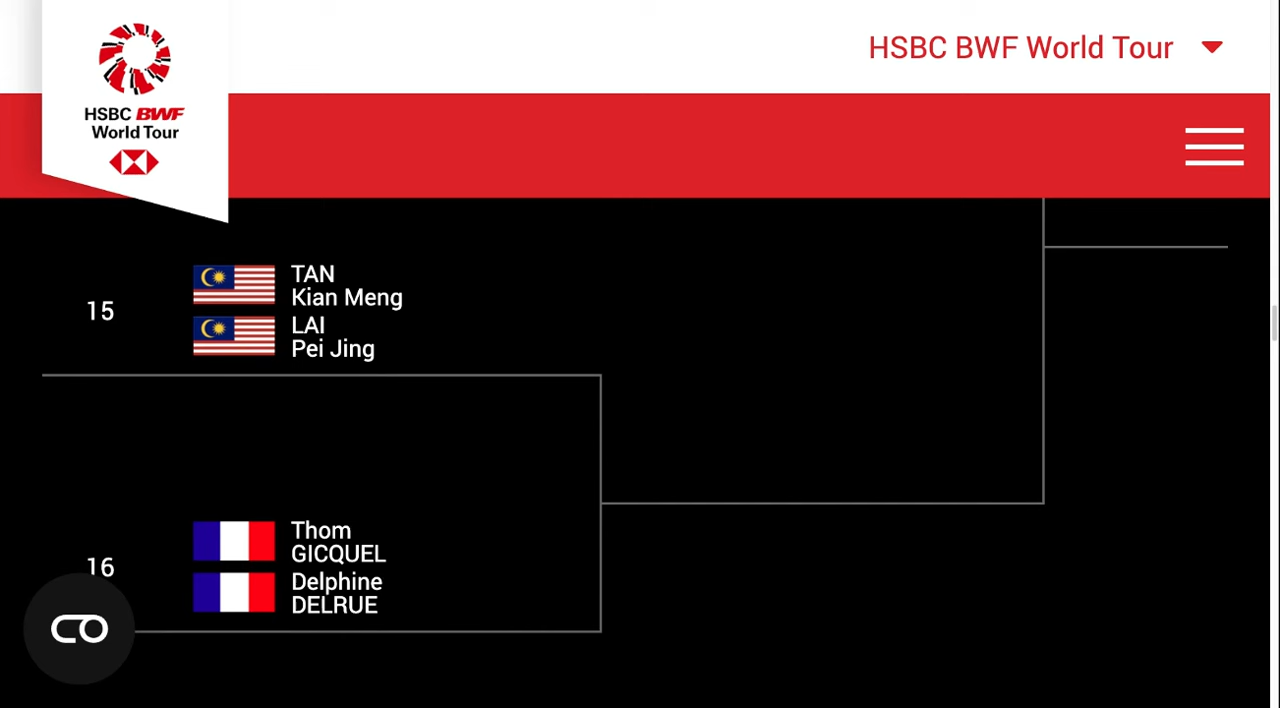 HSBC BWF World Tour
HSBC BWF
World Tour
TAN
Kian Meng
15
LAI
Pei Jing
Thom
GICQUEL
16
Delphine
DELRUE